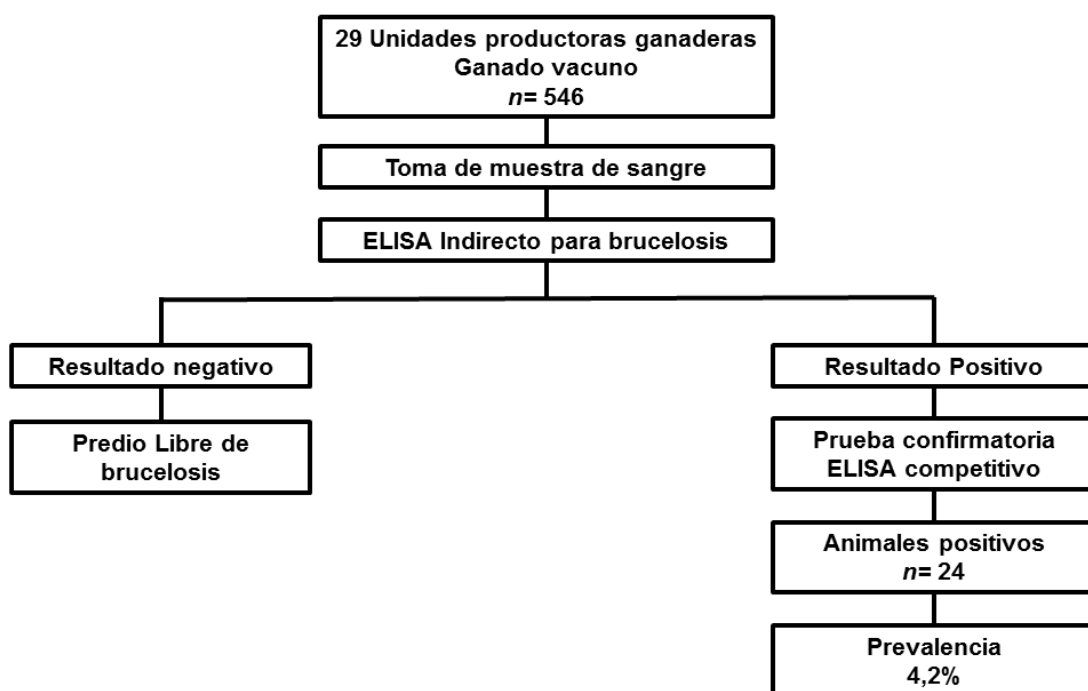 29 Unidades productoras ganaderas
Ganado vacuno
n= 546
Toma de muestra de sangre
ELISA Indirecto para brucelosis
Resultado negativo
Predio Libre de
brucelosis
Resultado Positivo
Prueba confirmatoria
ELISA competitivo
Animales positivos
n= 24
Prevalencia
4,2%